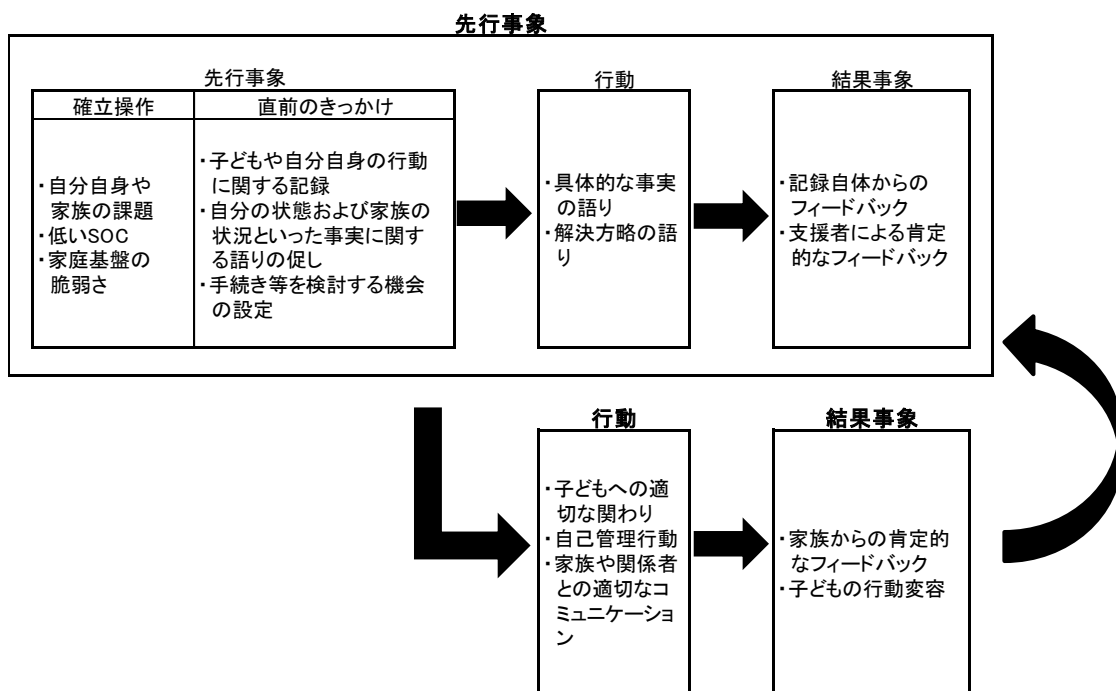 先行事象
先行事象
確立操作
直前のきっかけ
・自分自身や
家族の課題
・低いSOC
・家庭基盤の
脆弱さ
・子どもや自分自身の行動
に関する記録
・自分の状態および家族の
状況といった事実に関す
る語りの促し
・手続き等を検討する機会
の設定
行動
・具体的な事実
の語り
・解決方略の語
り
結果事象
・記録自体からの
フィードバック
・支援者による肯定
的なフィードバック
行動
・子どもへの適
切な関わり
・自己管理行動
・家族や関係者
との適切なコ
ミュニケーショ
ン
結果事象
・家族からの肯定的
なフィードバック
・子どもの行動変容